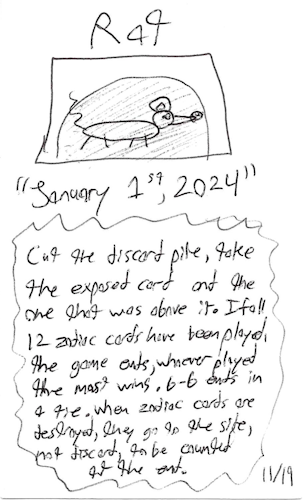 Rat
"January 1st, 2024"
Cut the discard pile, take
the exposed card and the
one that was above it. If all
12 zodiac cards have been played,
the game ends, whoever played
the most wins. 6-6 ends in
a tie. when zodiac cards are
destroyed, they go to the side,
not discard, to be counted
at the end.
11/19